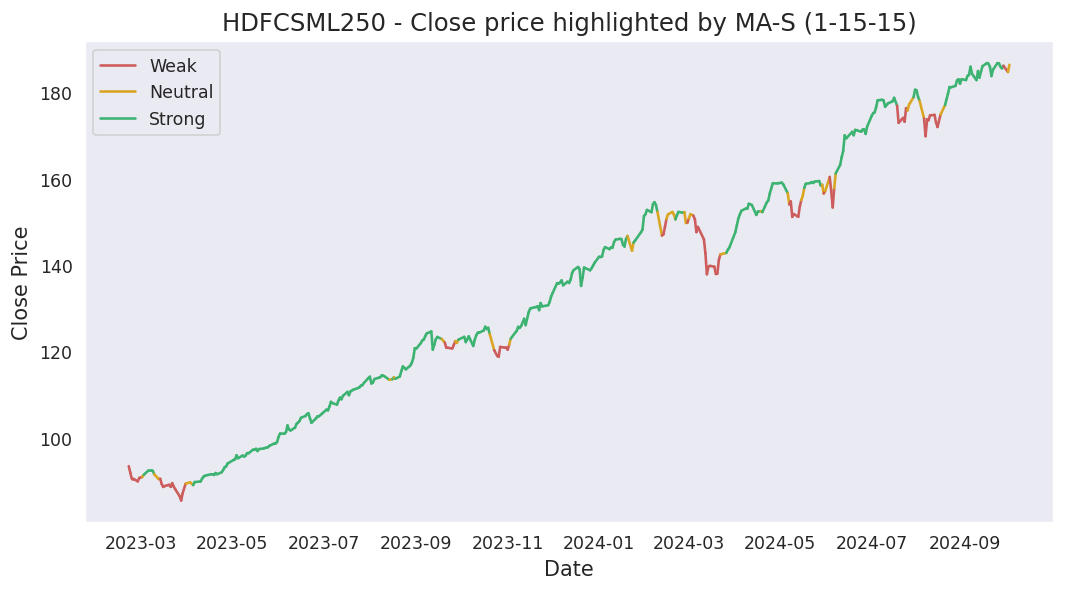 HDFCSML250 - Close price highlighted by MA-S (1-15-15)
Weak
Neutral
Strong
Close Price
180
160
140
120
100
2023-03 2023-05 2023-07 2023-09 2023-11 2024-01 2024-03 2024-05 2024-07 2024-09
Date